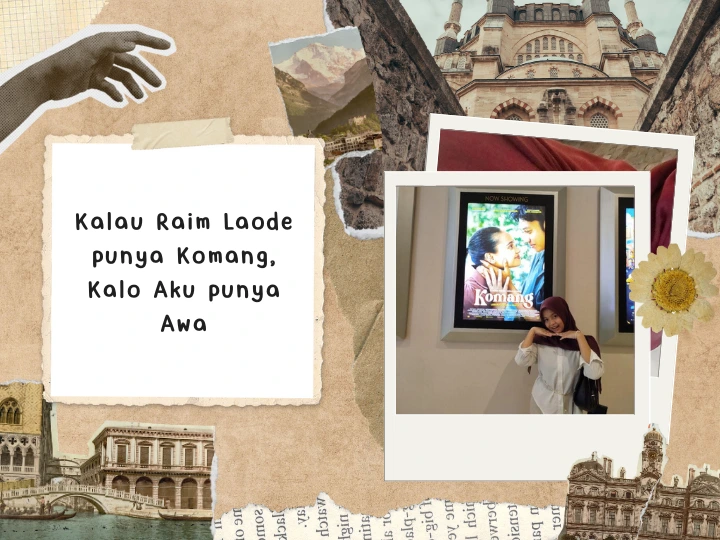 Kalau Raim Laode
punya Komang,
Kalo Aku punya
Awa
NOW SHOWING
Komang